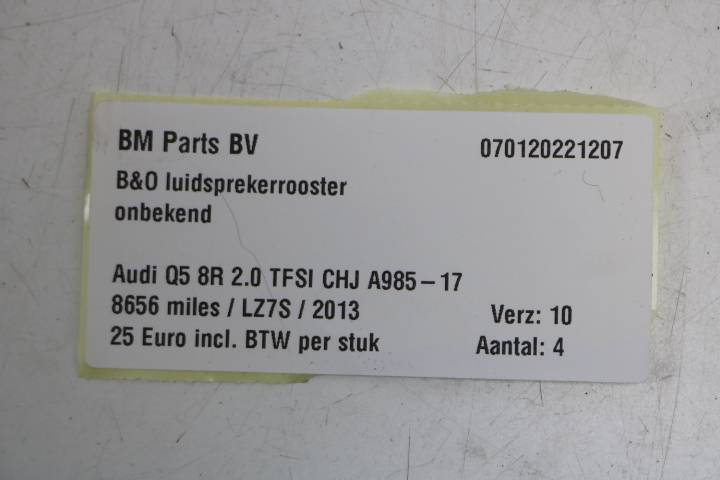 BM Parts BV 070120221207
B&O luidsprekerrooster
onbekend
Audi Q5 8R 2.0 TFSI CHJ A985-17
8656 miles / LZ7S / 2013 Verz: 10
25 Euro incl. BTW per stuk Aantal: 4